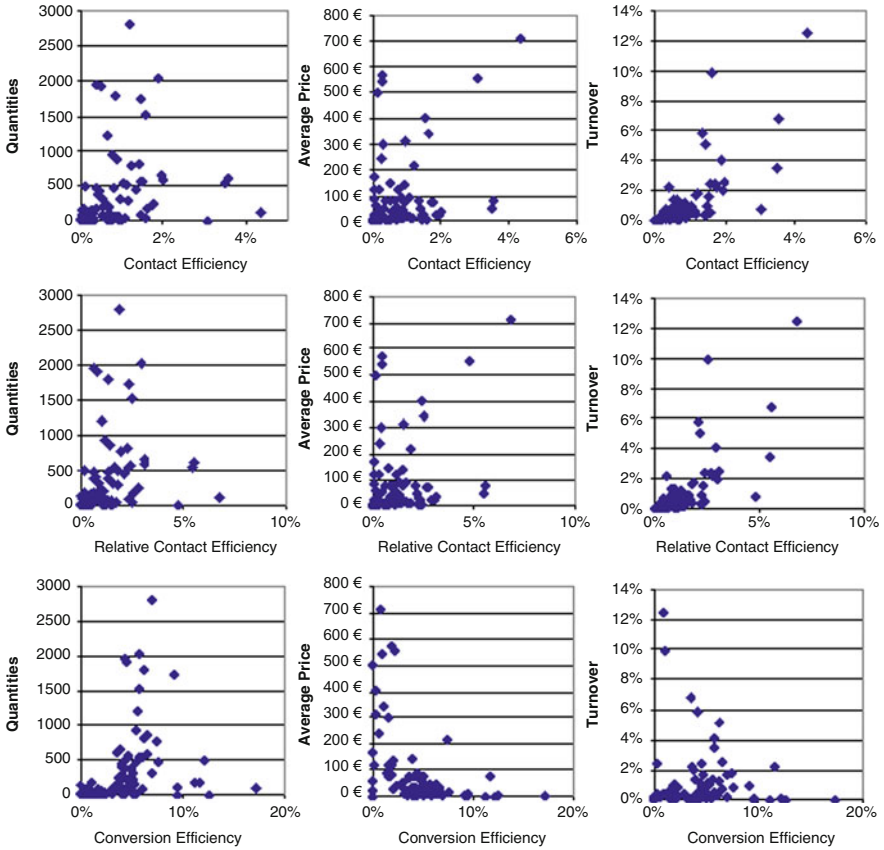 3000
2500
2000
1500
1000
500
0
Quantities
0% 2% 4%
Contact Efficiency
800 €
700 €
600 €
500 €
400 €
300 €
200 €
100 €
0 €
Average Price
0% 2% 4% 6%
Contact Efficiency
14%
12%
10%
8%
6%
4%
2%
0%
Turnover
0% 2% 4% 6%
Contact Efficiency
3000
2500
2000
1500
1000
500
0
Quantities
0% 5% 10%
Relative Contact Efficiency
800 €
700 €
600 €
500 €
400 €
300 €
200 €
100 €
0 €
Average Price
0% 5% 10%
Relative Contact Efficiency
14%
12%
10%
8%
6%
4%
2%
0%
Turnover
0% 5% 10%
Relative Contact Efficiency
3000
2500
2000
1500
1000
500
0
Quantities
0% 10% 20%
Conversion Efficiency
800 €
700 €
600 €
500 €
400 €
300 €
200 €
100 €
0 €
Average Price
0% 10% 20%
Conversion Efficiency
14%
12%
10%
8%
6%
4%
2%
0%
Turnover
0% 10% 20%
Conversion Efficiency